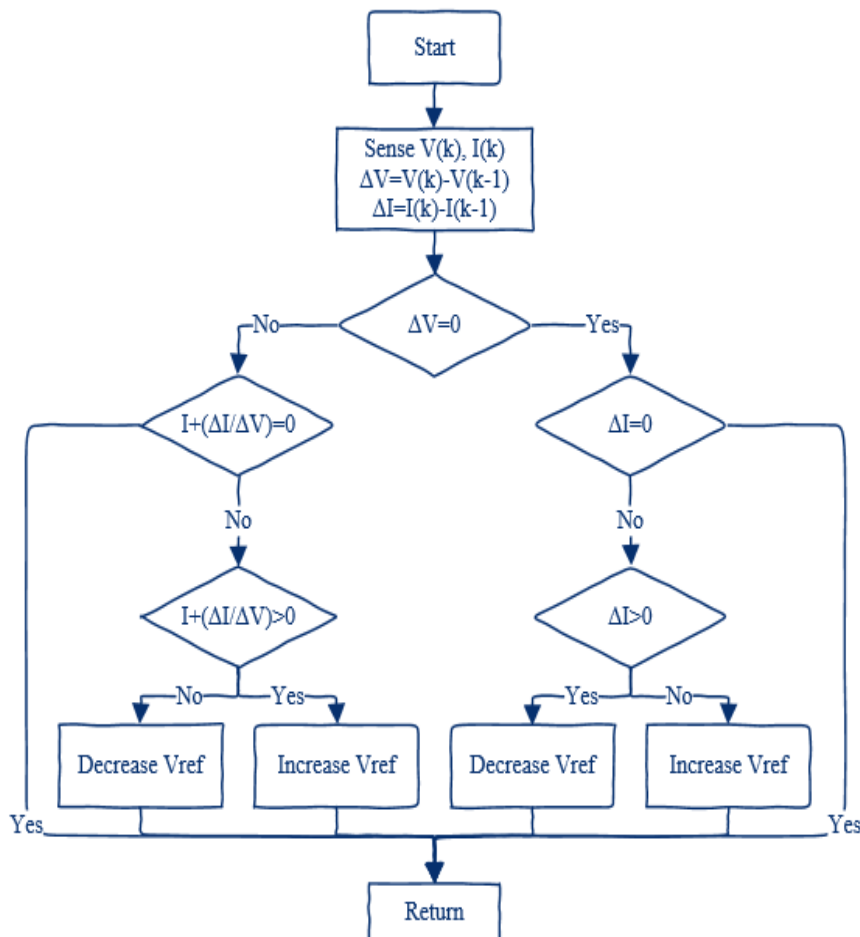 Start
Sense V(k), I(k)
ΔV=V(k)-V(k-1)
ΔI=I(k)-I(k-1)
ΔV=0
No
Yes
I+(ΔI/ΔV)=0
ΔI=0
No
No
I+(ΔI/ΔV)>0
ΔI>0
No
Yes
Yes
No
Decrease Vref
Increase Vref
Decrease Vref
Increase Vref
Yes
Yes
Return